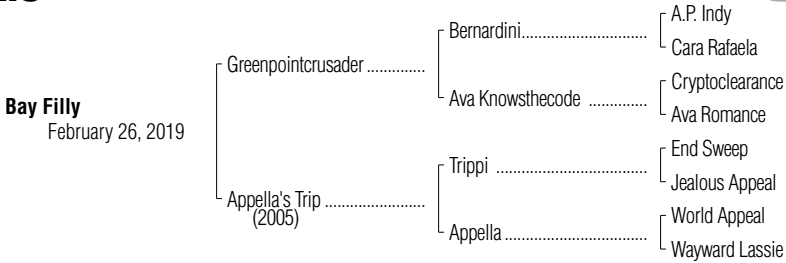 A.P. Indy
Bernardini
Cara Rafaela
Greenpointcrusader
Cryptoclearance
Ava Knowsthecode
Ava Romance
Bay Filly
February 26, 2019
End Sweep
Trippi
Jealous Appeal
Appella's Trip
(2005)
World Appeal
Appella
Wayward Lassie